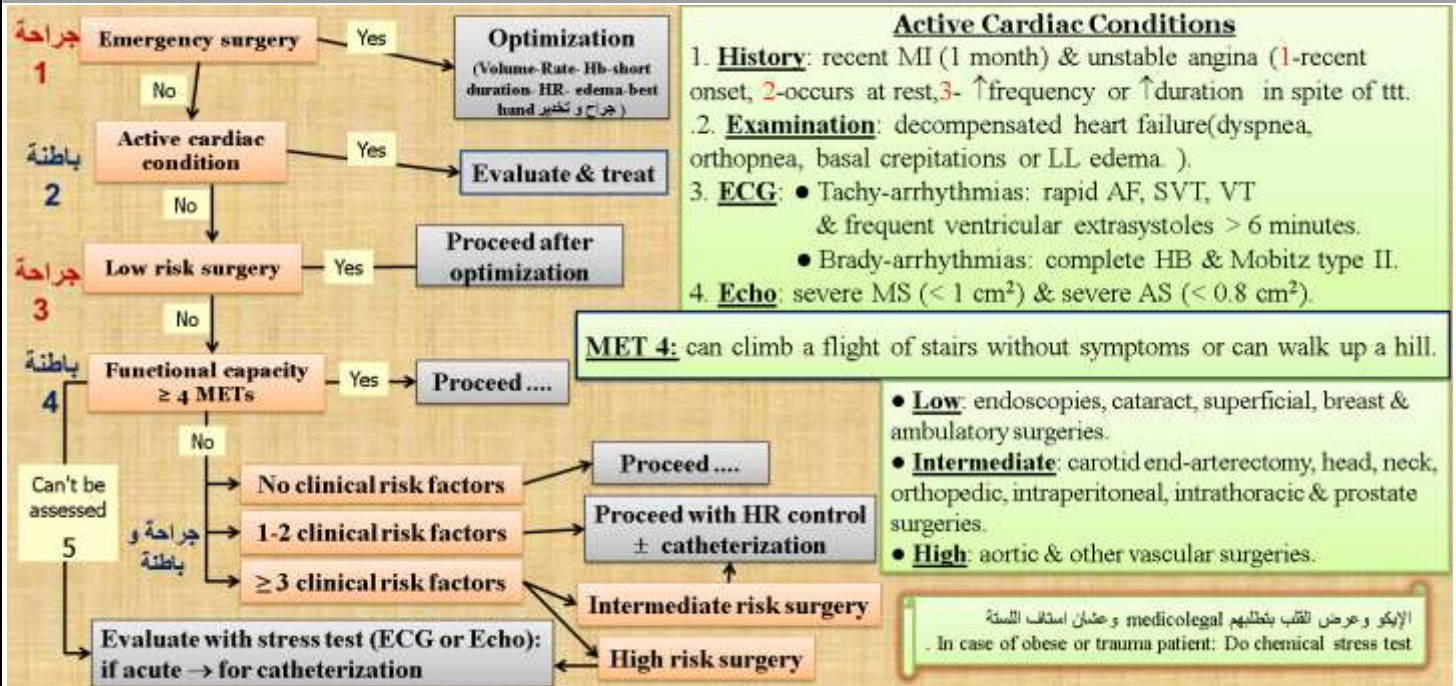 جراحة
1
Emergency surgery
Yes
Optimization
(Volume-Rate- Hb-short
duration- HR- edema-best
hand جراح و تخدير )
No
باطنة
2
Active cardiac
condition
Yes
Evaluate & treat
No
جراحة
3
Low risk surgery
Yes
Proceed after
optimization
No
باطنة
4
Functional capacity
≥ 4 METs
Yes
Proceed ....
No
Can't be
assessed
5
جراحة و
باطنة
No clinical risk factors
Proceed ....
1-2 clinical risk factors
Proceed with HR control
± catheterization
≥ 3 clinical risk factors
Intermediate risk surgery
High risk surgery
Evaluate with stress test (ECG or Echo):
if acute → for catheterization
Active Cardiac Conditions
1. History: recent MI (1 month) & unstable angina (1-recent
onset, 2-occurs at rest,3- ↑frequency or ↑duration in spite of ttt.
.2. Examination: decompensated heart failure(dyspnea,
orthopnea, basal crepitations or LL edema. ).
3. ECG: ● Tachy-arrhythmias: rapid AF, SVT, VT
& frequent ventricular extrasystoles > 6 minutes.
● Brady-arrhythmias: complete HB & Mobitz type II.
4. Echo: severe MS (< 1 cm²) & severe AS (< 0.8 cm²).
MET 4: can climb a flight of stairs without symptoms or can walk up a hill.
● Low: endoscopies, cataract, superficial, breast &
ambulatory surgeries.
● Intermediate: carotid end-arterectomy, head, neck,
orthopedic, intraperitoneal, intrathoracic & prostate
surgeries.
● High: aortic & other vascular surgeries.
الإيكو وعرض القلب بتطلبهم medicolegal وعشان استاف اللستة
. In case of obese or trauma patient: Do chemical stress test